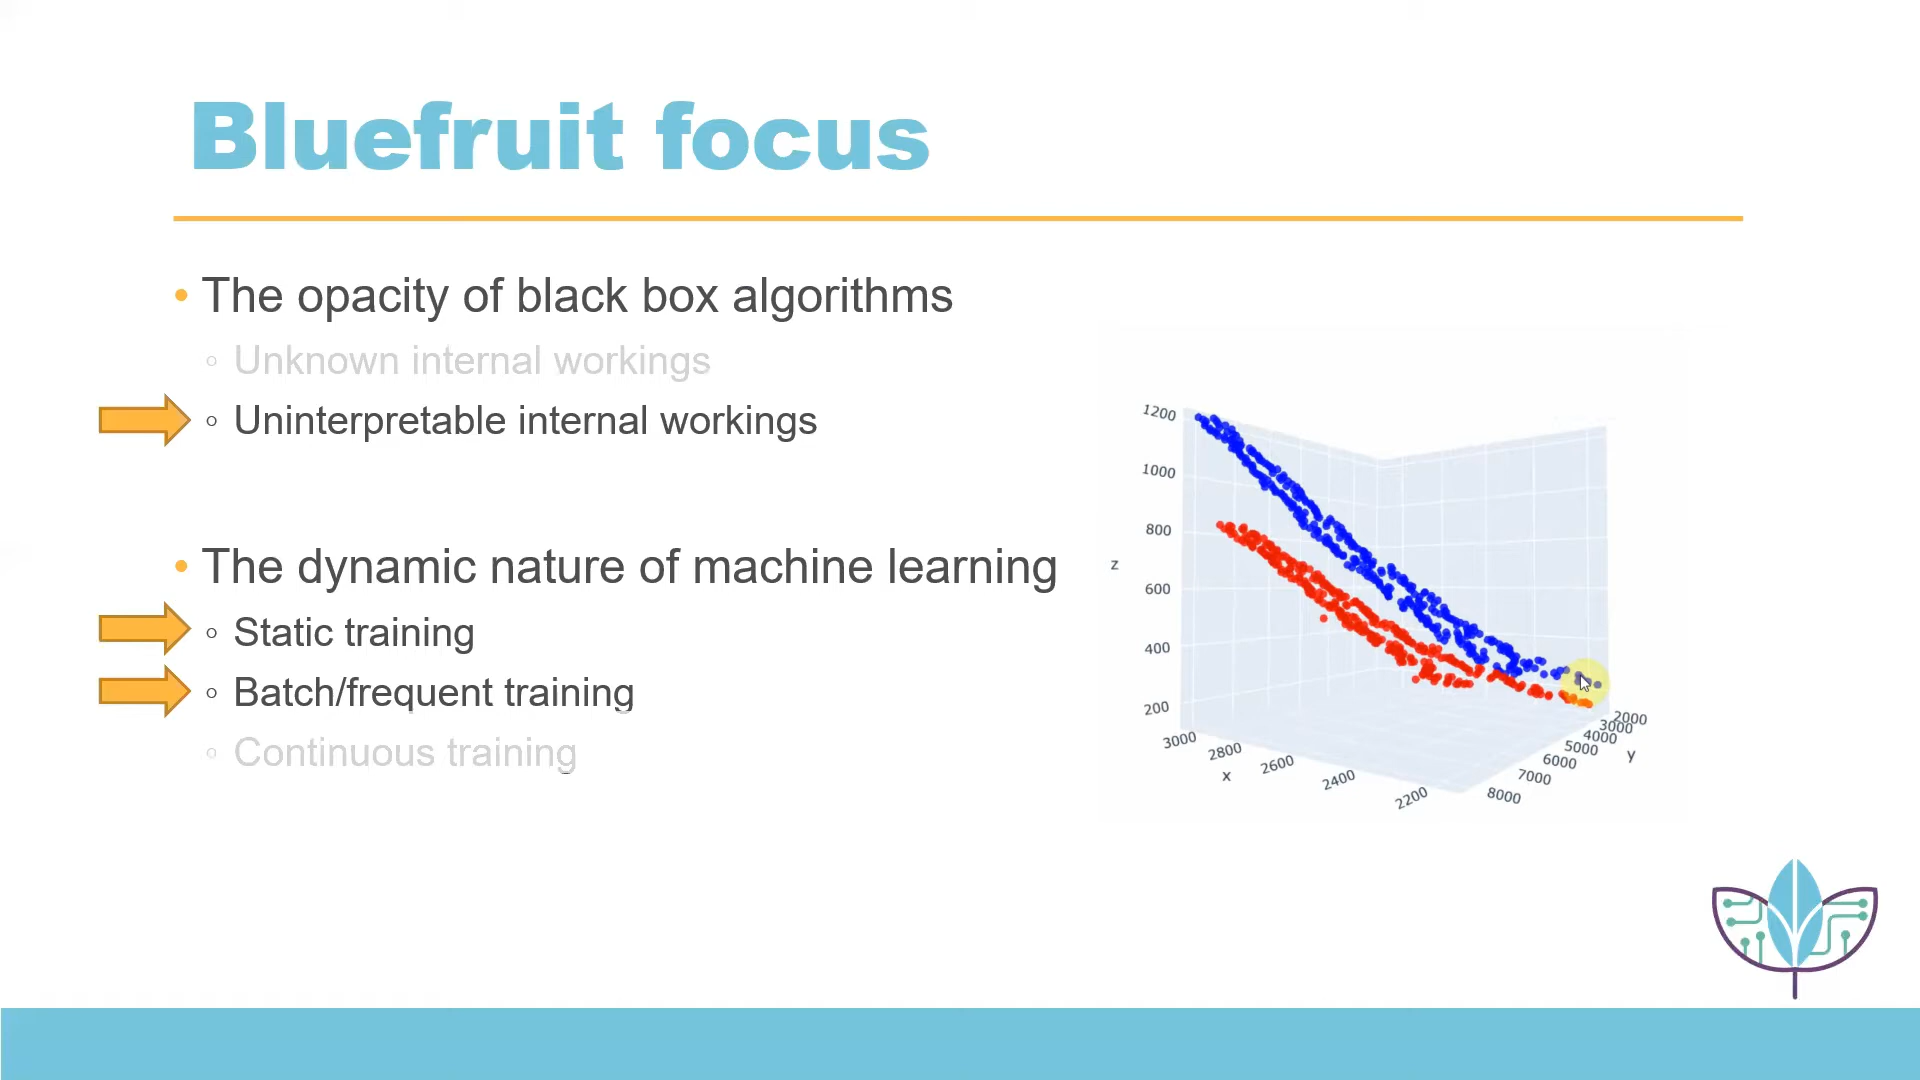 Bluefruit focus
• The opacity of black box algorithms
◦ Unknown internal workings
◦ Uninterpretable internal workings
• The dynamic nature of machine learning
◦ Static training
◦ Batch/frequent training
◦ Continuous training
1200
1000
800
600
400
200
z
3000
2800
2600
2400
2200
x
2000
3000
4000
5000
6000
7000
8000
y